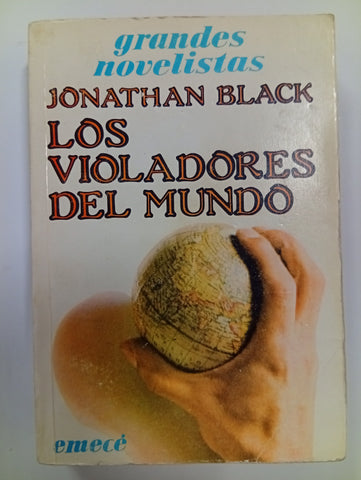 grandes
novelistas
JONATHAN BLACK
LOS
VIOLADORES
DEL MUNDO
emecé